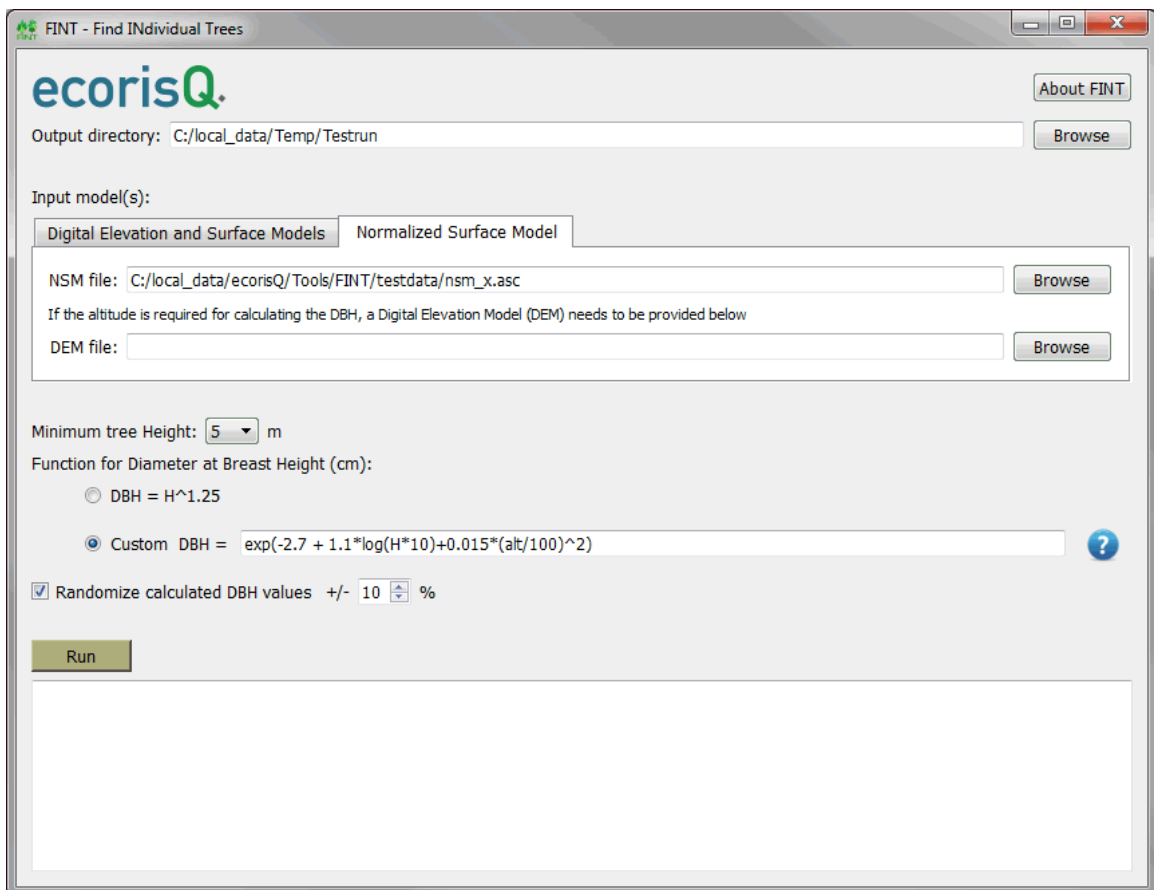 FINT - Find INdividual Trees
ecorisQ
About FINT
Output directory: C:/local_data/Temp/Testrun Browse
Input model(s):
Digital Elevation and Surface Models Normalized Surface Model
NSM file: C:/local_data/ecorisQ/Tools/FINT/testdata/nsm_x.asc Browse
If the altitude is required for calculating the DBH, a Digital Elevation Model (DEM) needs to be provided below
DEM file: Browse
Minimum tree Height: 5 m
Function for Diameter at Breast Height (cm):
DBH = H^1.25
Custom DBH = exp(-2.7 + 1.1*log(H*10)+0.015*(alt/100)^2) ?
Randomize calculated DBH values +/- 10 %
Run